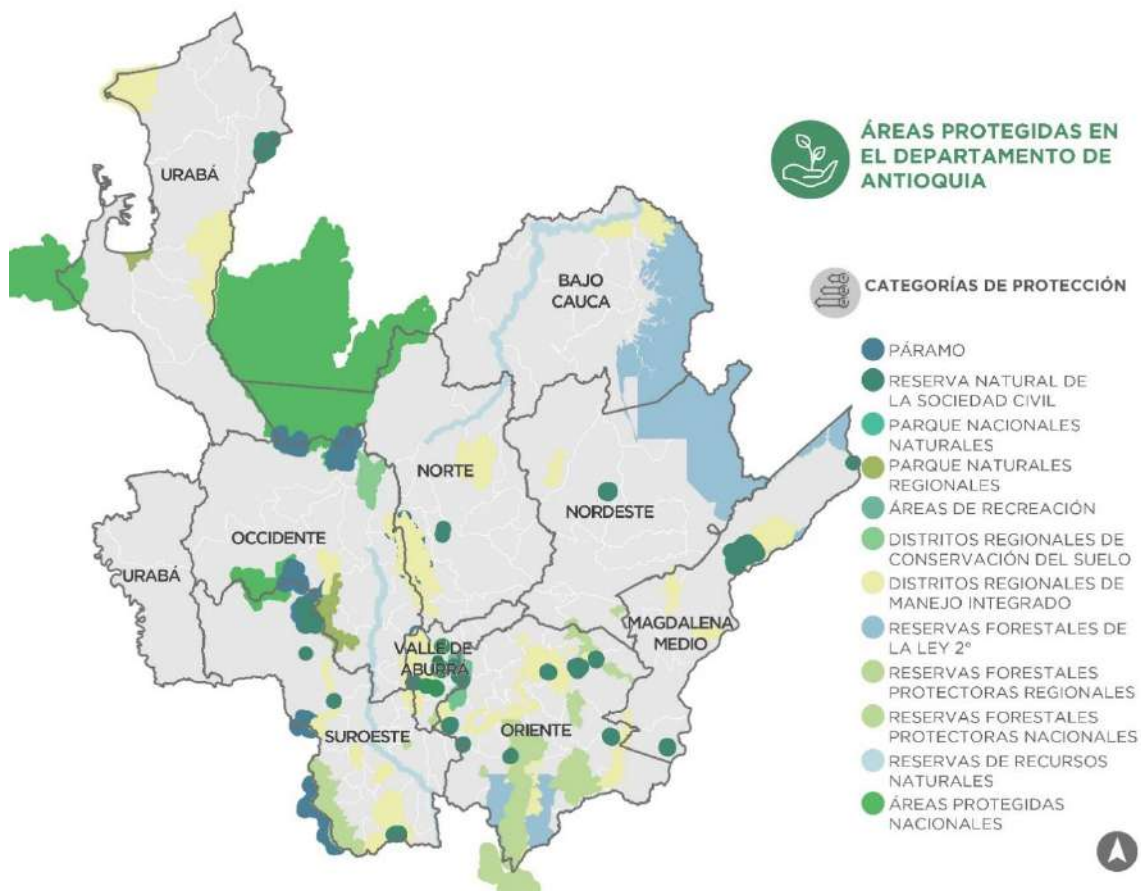 ÁREAS PROTEGIDAS EN
EL DEPARTAMENTO DE
ANTIOQUIA
CATEGORÍAS DE PROTECCIÓN
PÁRAMO
RESERVA NATURAL DE
LA SOCIEDAD CIVIL
PARQUE NACIONALES
NATURALES
PARQUE NATURALES
REGIONALES
ÁREAS DE RECREACIÓN
DISTRITOS REGIONALES DE
CONSERVACIÓN DEL SUELO
DISTRITOS REGIONALES DE
MANEJO INTEGRADO
RESERVAS FORESTALES DE
LA LEY 2°
RESERVAS FORESTALES
PROTECTORAS REGIONALES
RESERVAS FORESTALES
PROTECTORAS NACIONALES
RESERVAS DE RECURSOS
NATURALES
ÁREAS PROTEGIDAS
NACIONALES
URABÁ
BAJO
CAUCA
NORTE
NORDESTE
OCCIDENTE
URABÁ
MAGDALENA
MEDIO
VALLE DE
ABURRÁ
SUROESTE
ORIENTE